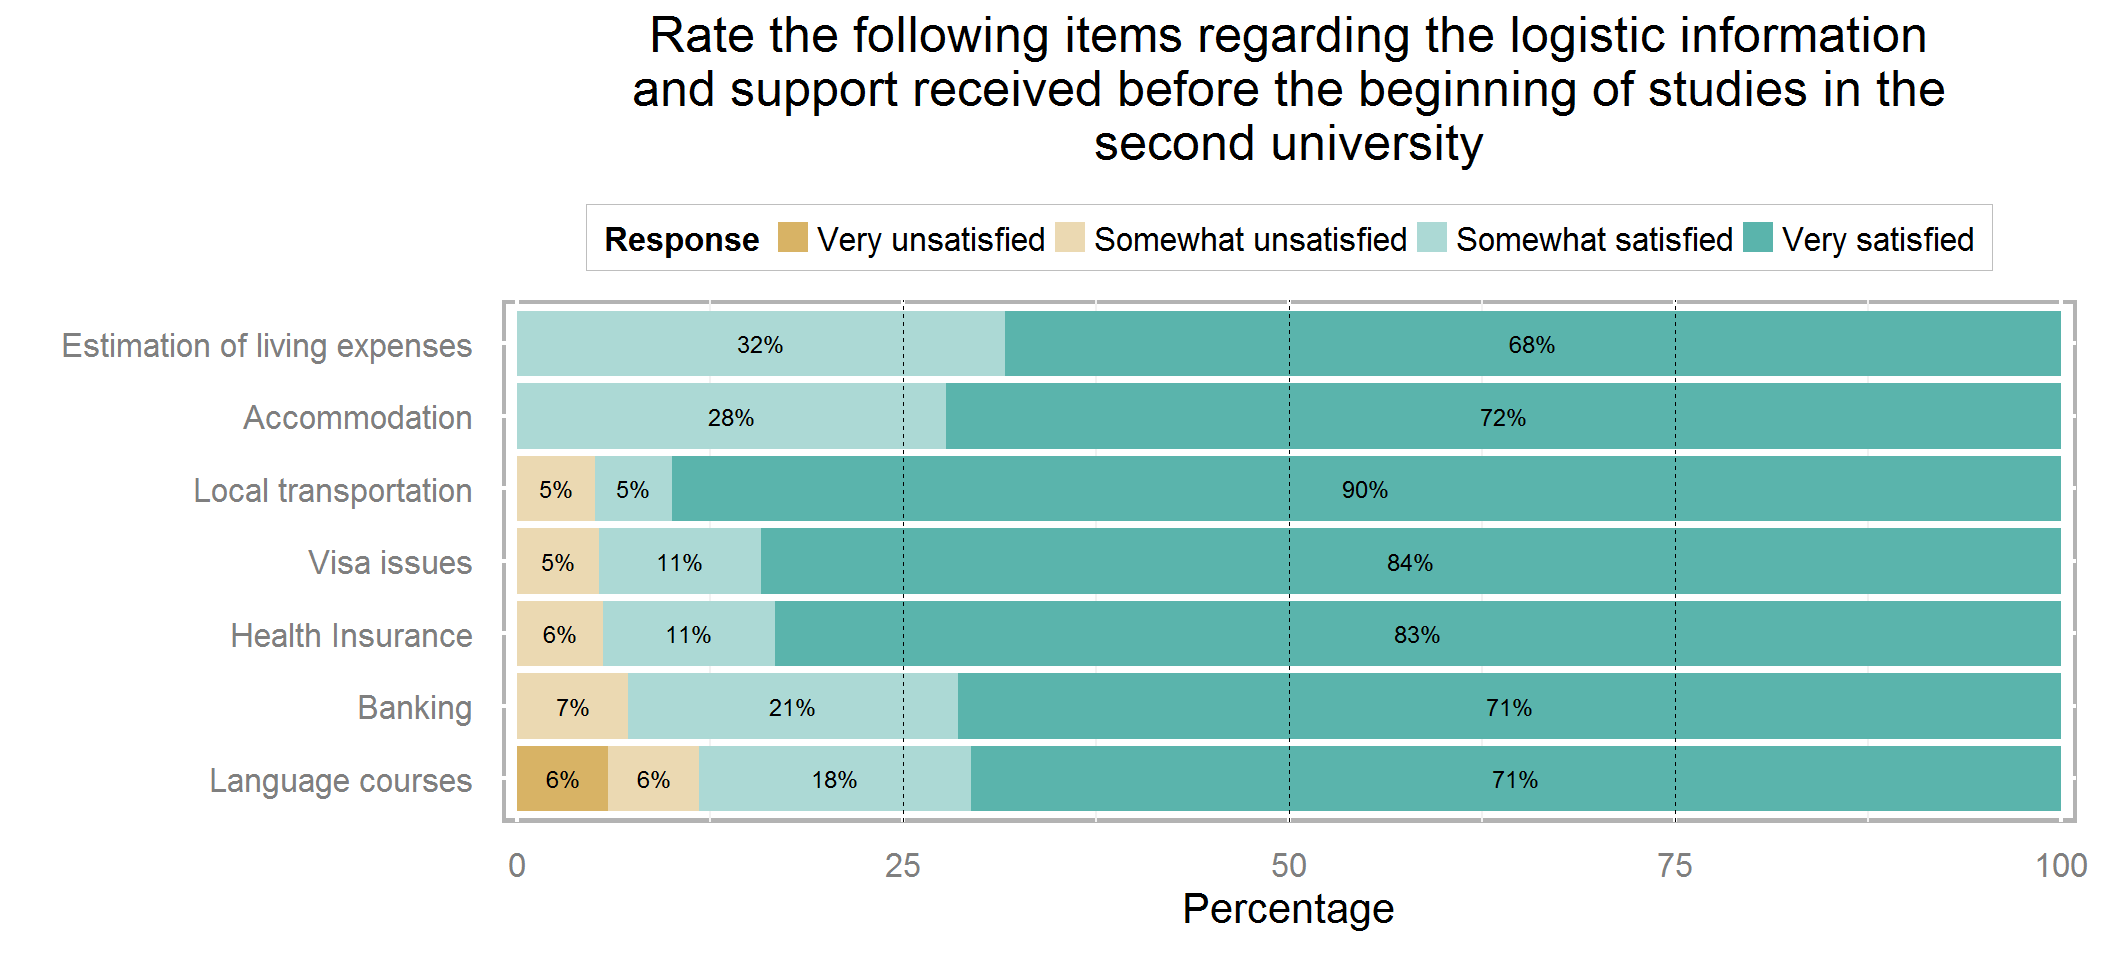 Rate the following items regarding the logistic information
and support received before the beginning of studies in the
second university
Response Very unsatisfied Somewhat unsatisfied Somewhat satisfied Very satisfied
Estimation of living expenses 32% 68%
Accommodation 28% 72%
Local transportation 5% 5% 90%
Visa issues 5% 11% 84%
Health Insurance 6% 11% 83%
Banking 7% 21% 71%
Language courses 6% 6% 18% 71%
0 25 50 75 100
Percentage